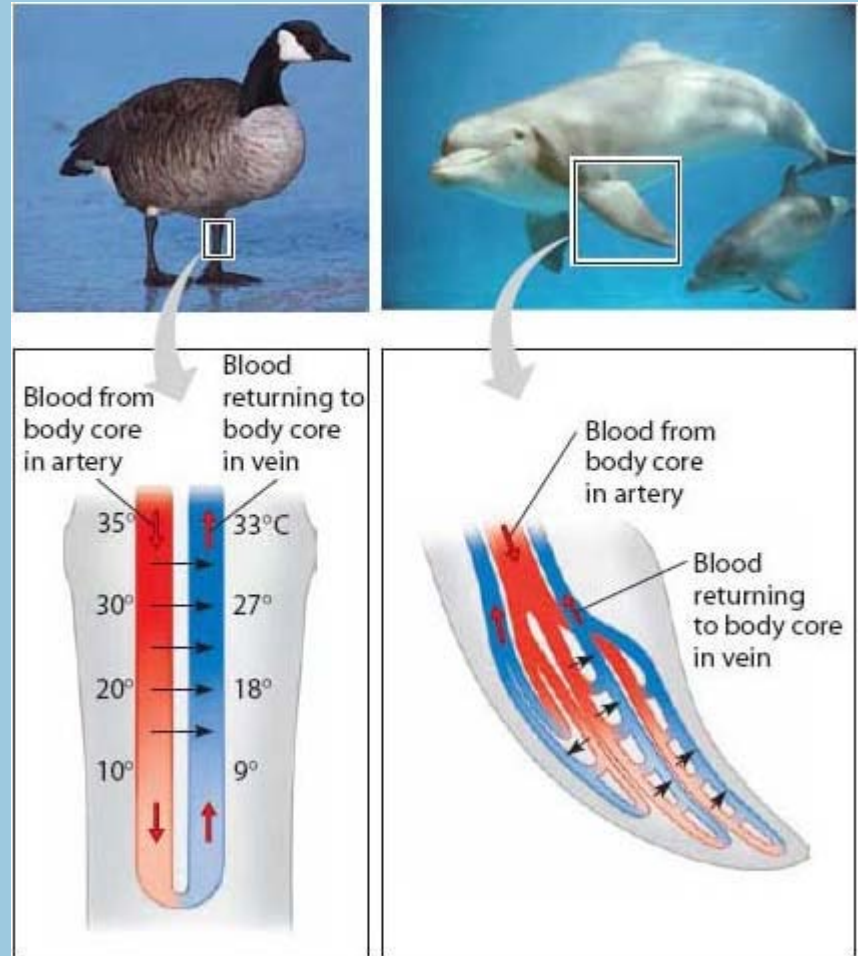 Blood from
body core
in artery
Blood
returning to
body core
in vein
35°
33°C
30°
27°
20°
18°
10°
9°
Blood from
body core
in artery
Blood
returning
to body core
in vein